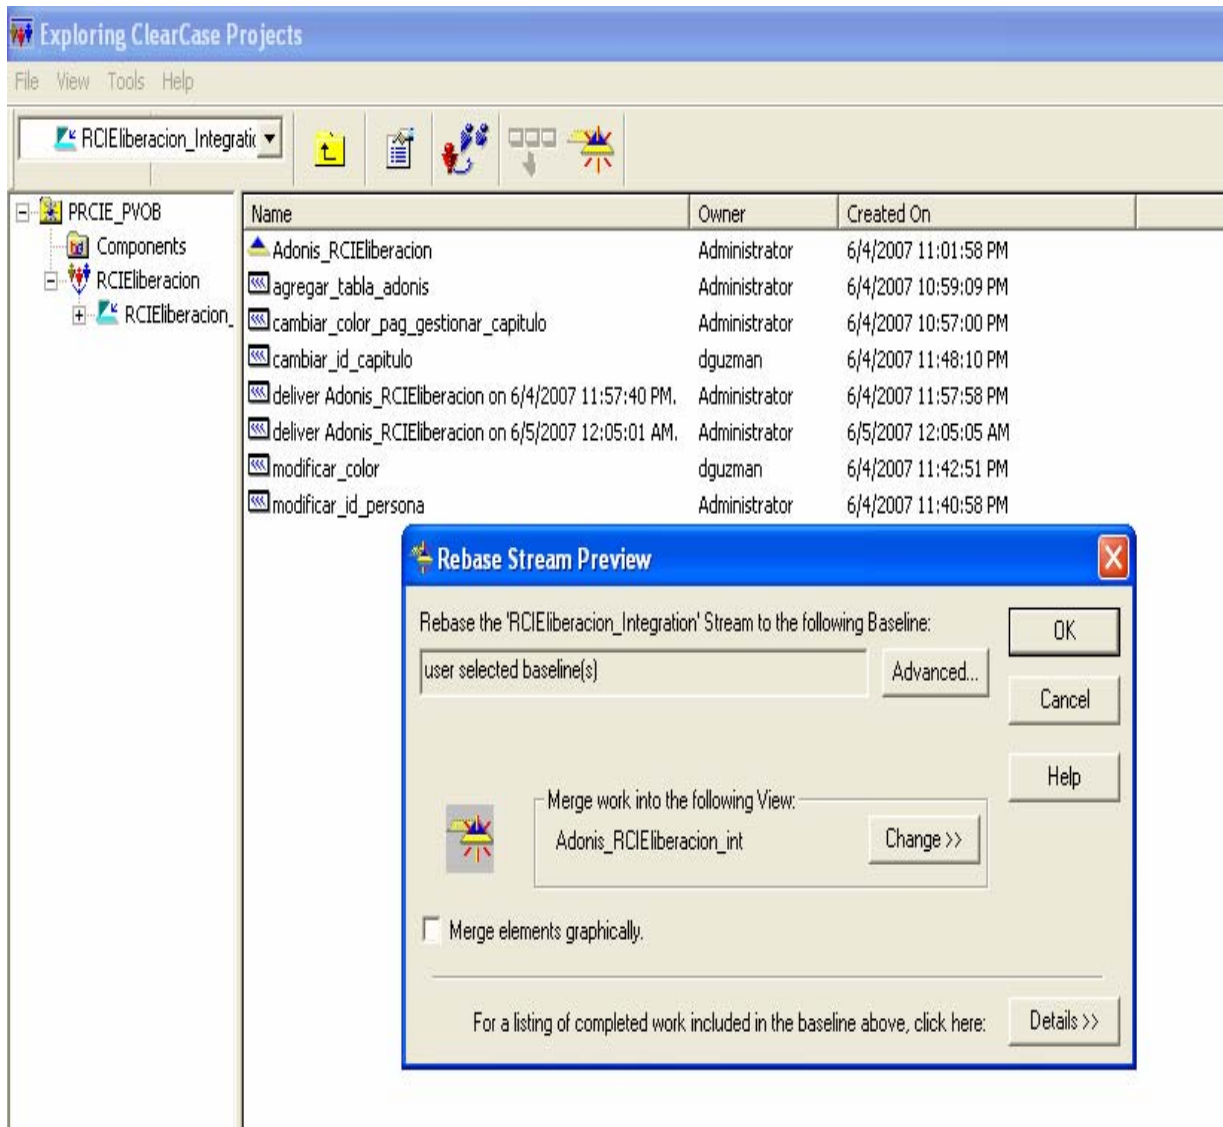 Exploring ClearCase Projects
File View Tools Help
RCIEliberacion_Integratic
PRCIE_PVOB
Components
RCIEliberacion
RCIEliberacion_
Name Owner Created On
Adonis_RCIEliberacion Administrator 6/4/2007 11:01:58 PM
agregar_tabla_adonis Administrator 6/4/2007 10:59:09 PM
cambiar_color_pag_gestionar_capitulo Administrator 6/4/2007 10:57:00 PM
cambiar_id_capitulo dguzman 6/4/2007 11:48:10 PM
deliver Adonis_RCIEliberacion on 6/4/2007 11:57:40 PM. Administrator 6/4/2007 11:57:58 PM
deliver Adonis_RCIEliberacion on 6/5/2007 12:05:01 AM. Administrator 6/5/2007 12:05:05 AM
modificar_color dguzman 6/4/2007 11:42:51 PM
modificar_id_persona Administrator 6/4/2007 11:40:58 PM
Rebase Stream Preview
Rebase the 'RCIEliberacion_Integration' Stream to the following Baseline:
user selected baseline(s)
Advanced...
OK
Cancel
Help
Merge work into the following View:
Adonis_RCIEliberacion_int
Change >>
Merge elements graphically.
For a listing of completed work included in the baseline above, click here:
Details >>